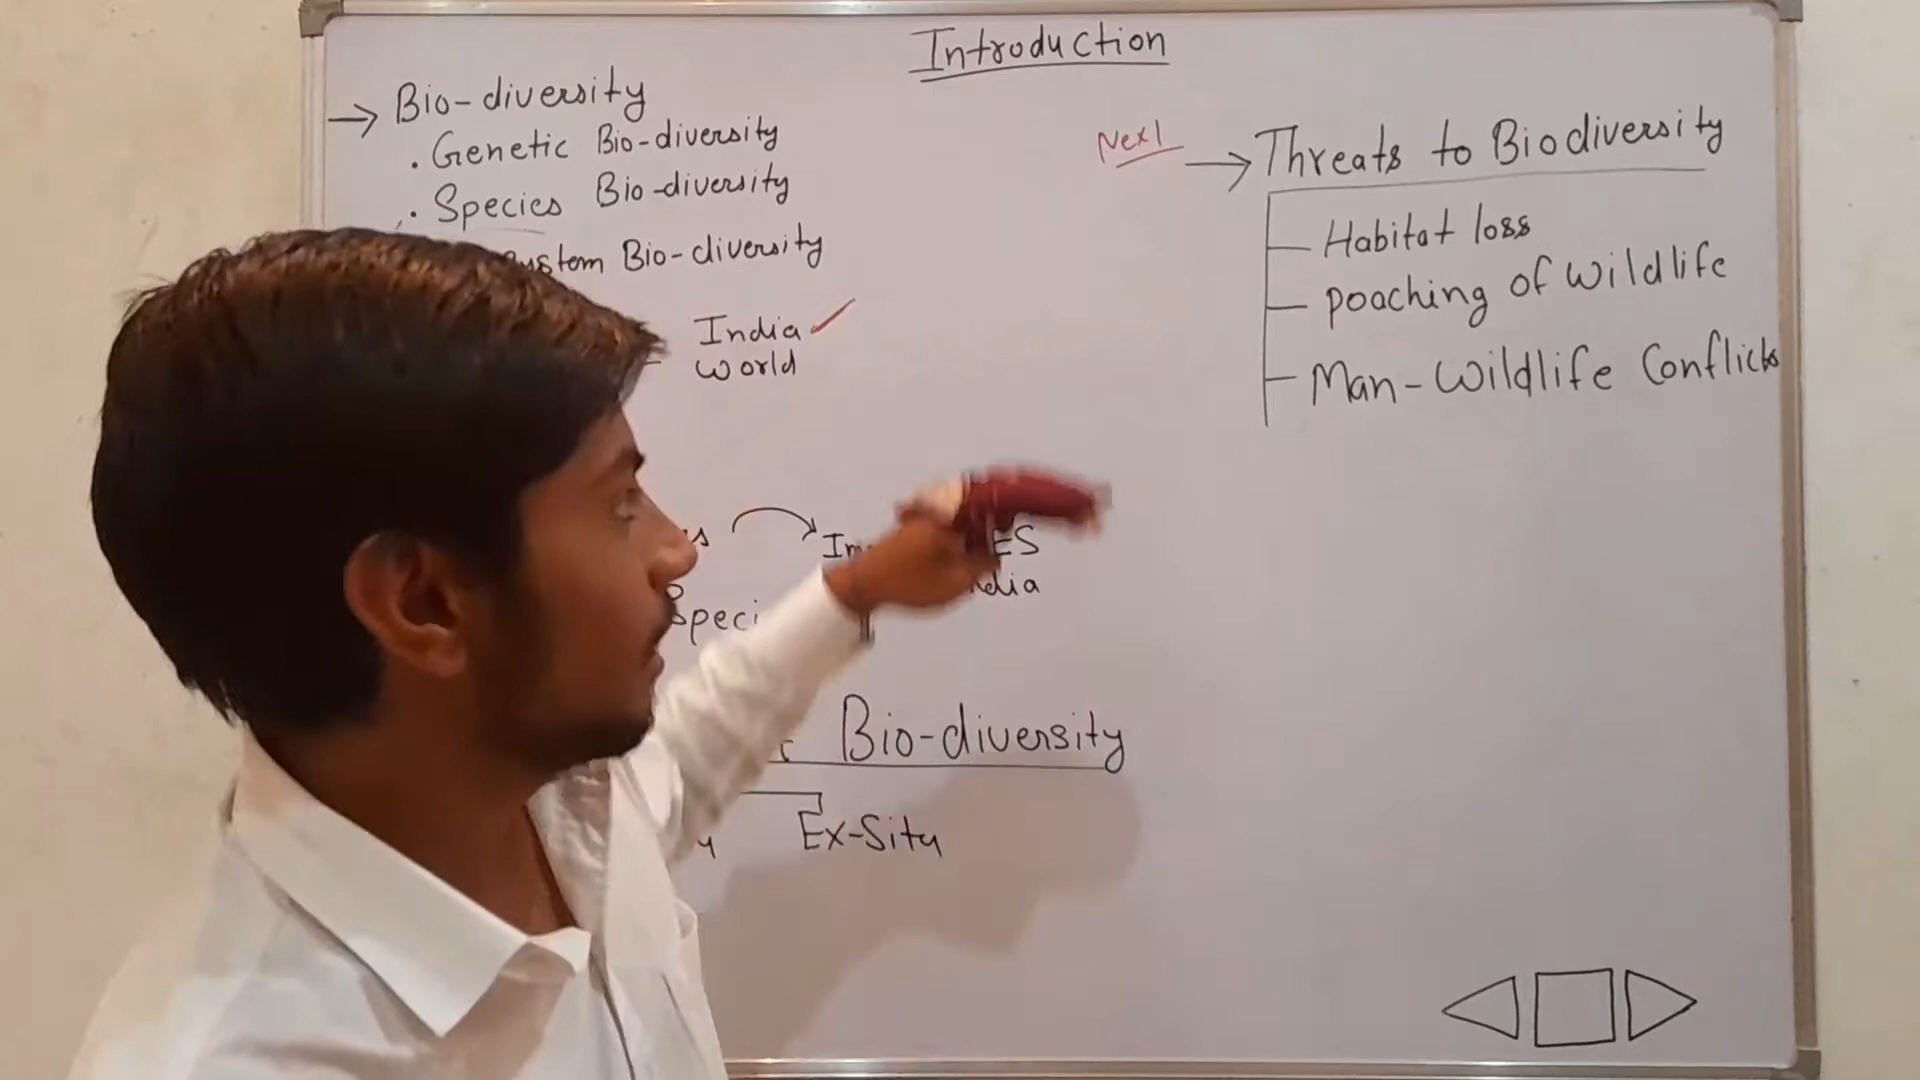 Introduction
→ Bio-diversity
. Genetic Bio-diversity
. Species Bio-diversity
Bio-diversity
India ✓
World
ES
Bio-diversity
Ex-Situ
Next → Threats to Biodiversity
Habitat loss
Poaching of wildlife
Man-Wildlife Conflicts